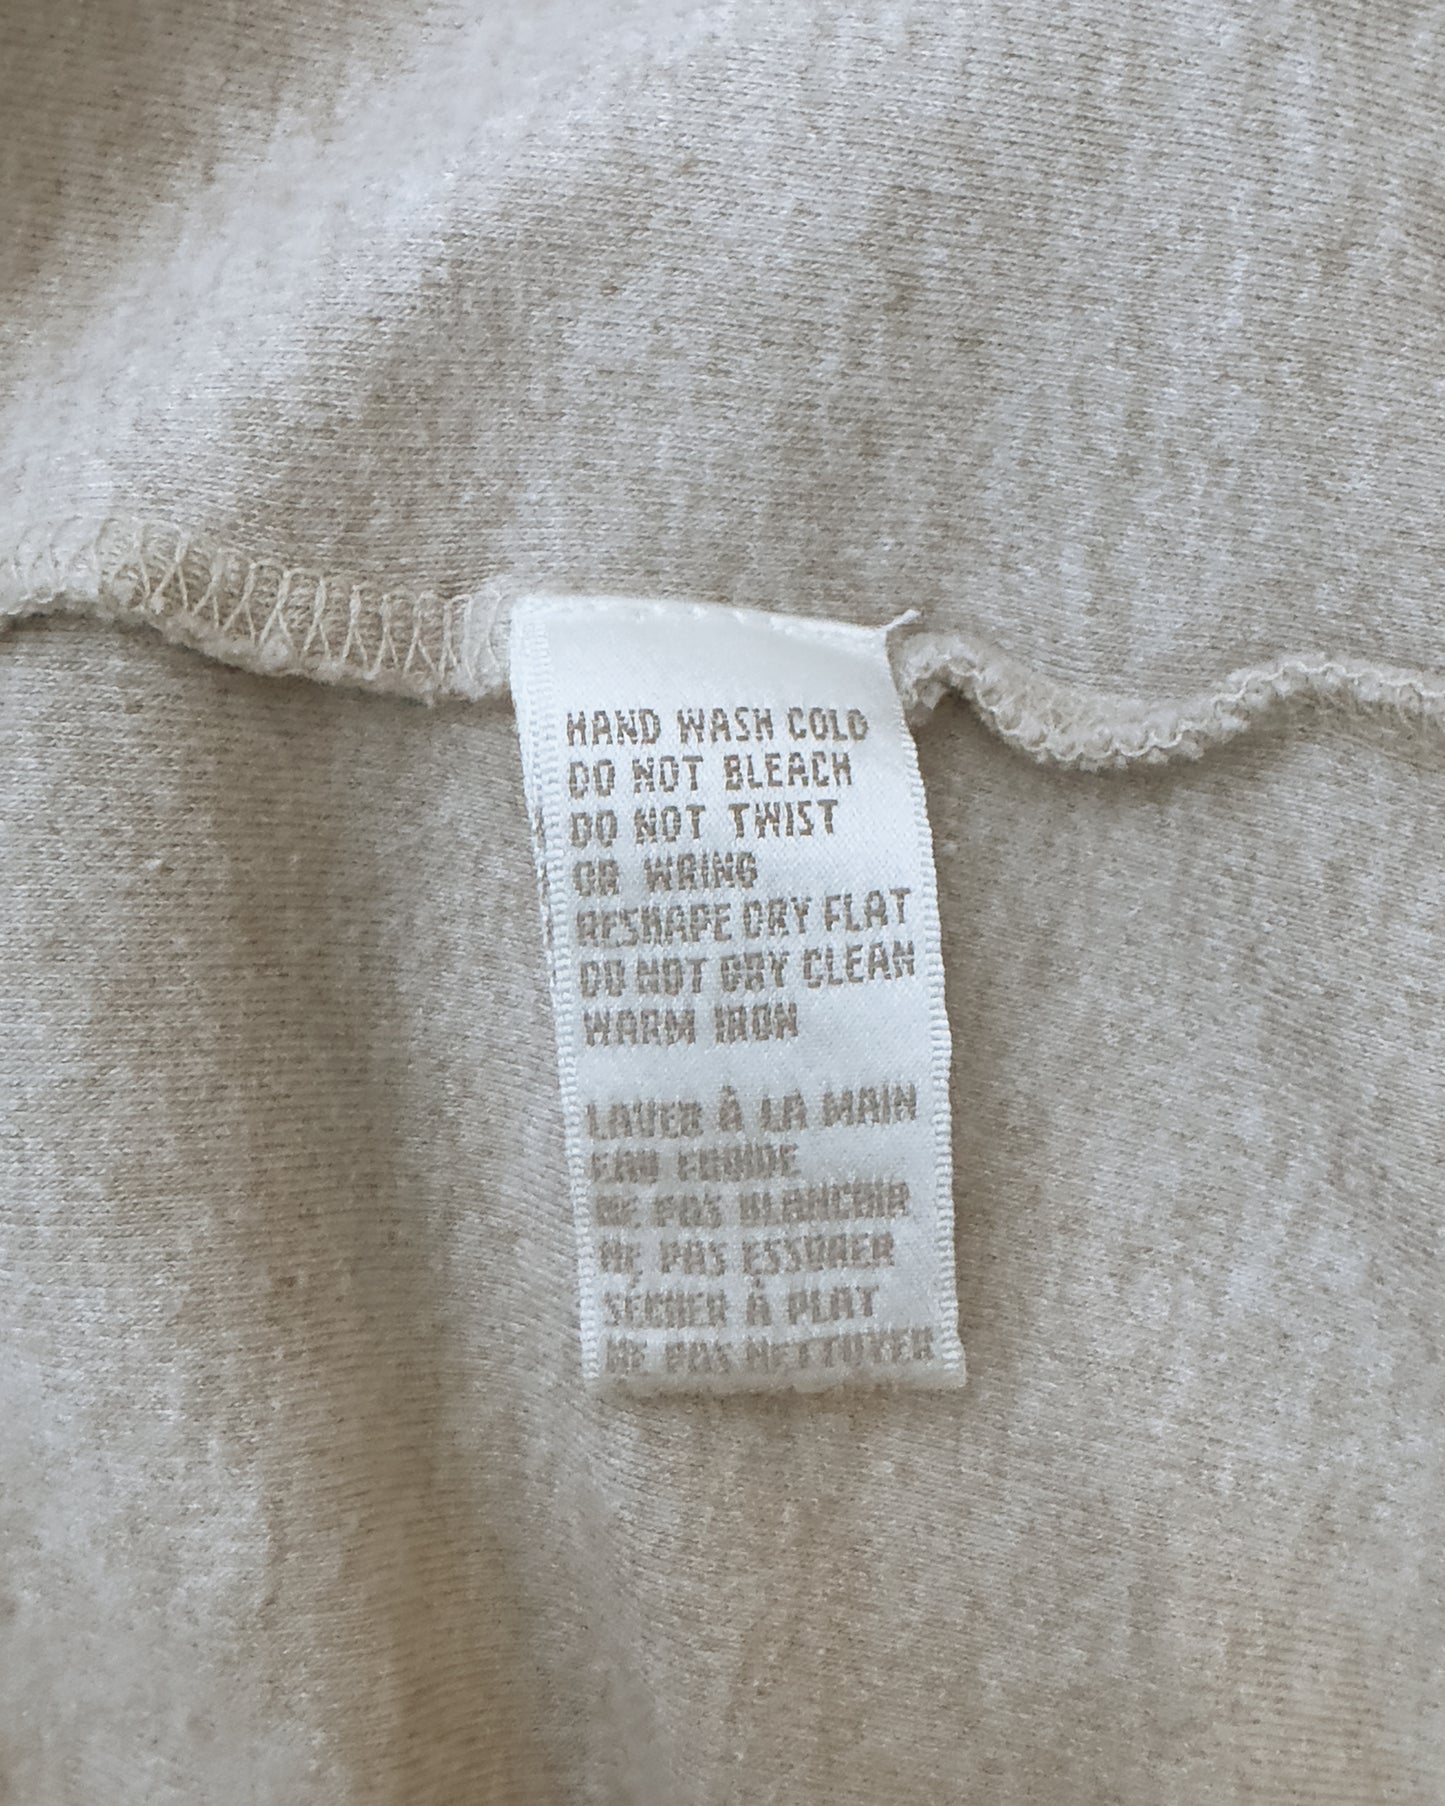 HAND WASH COLD
DO NOT BLEACH
DO NOT TWIST
OR WRING
RESHAPE DRY FLAT
DO NOT DRY CLEAN
WARM IRON
LAVER À LA MAIN
EAU FROIDE
NE PAS BLANCHIR
NE PAS ESSORER
SÉCHER À PLAT
NE PAS NETTOYER